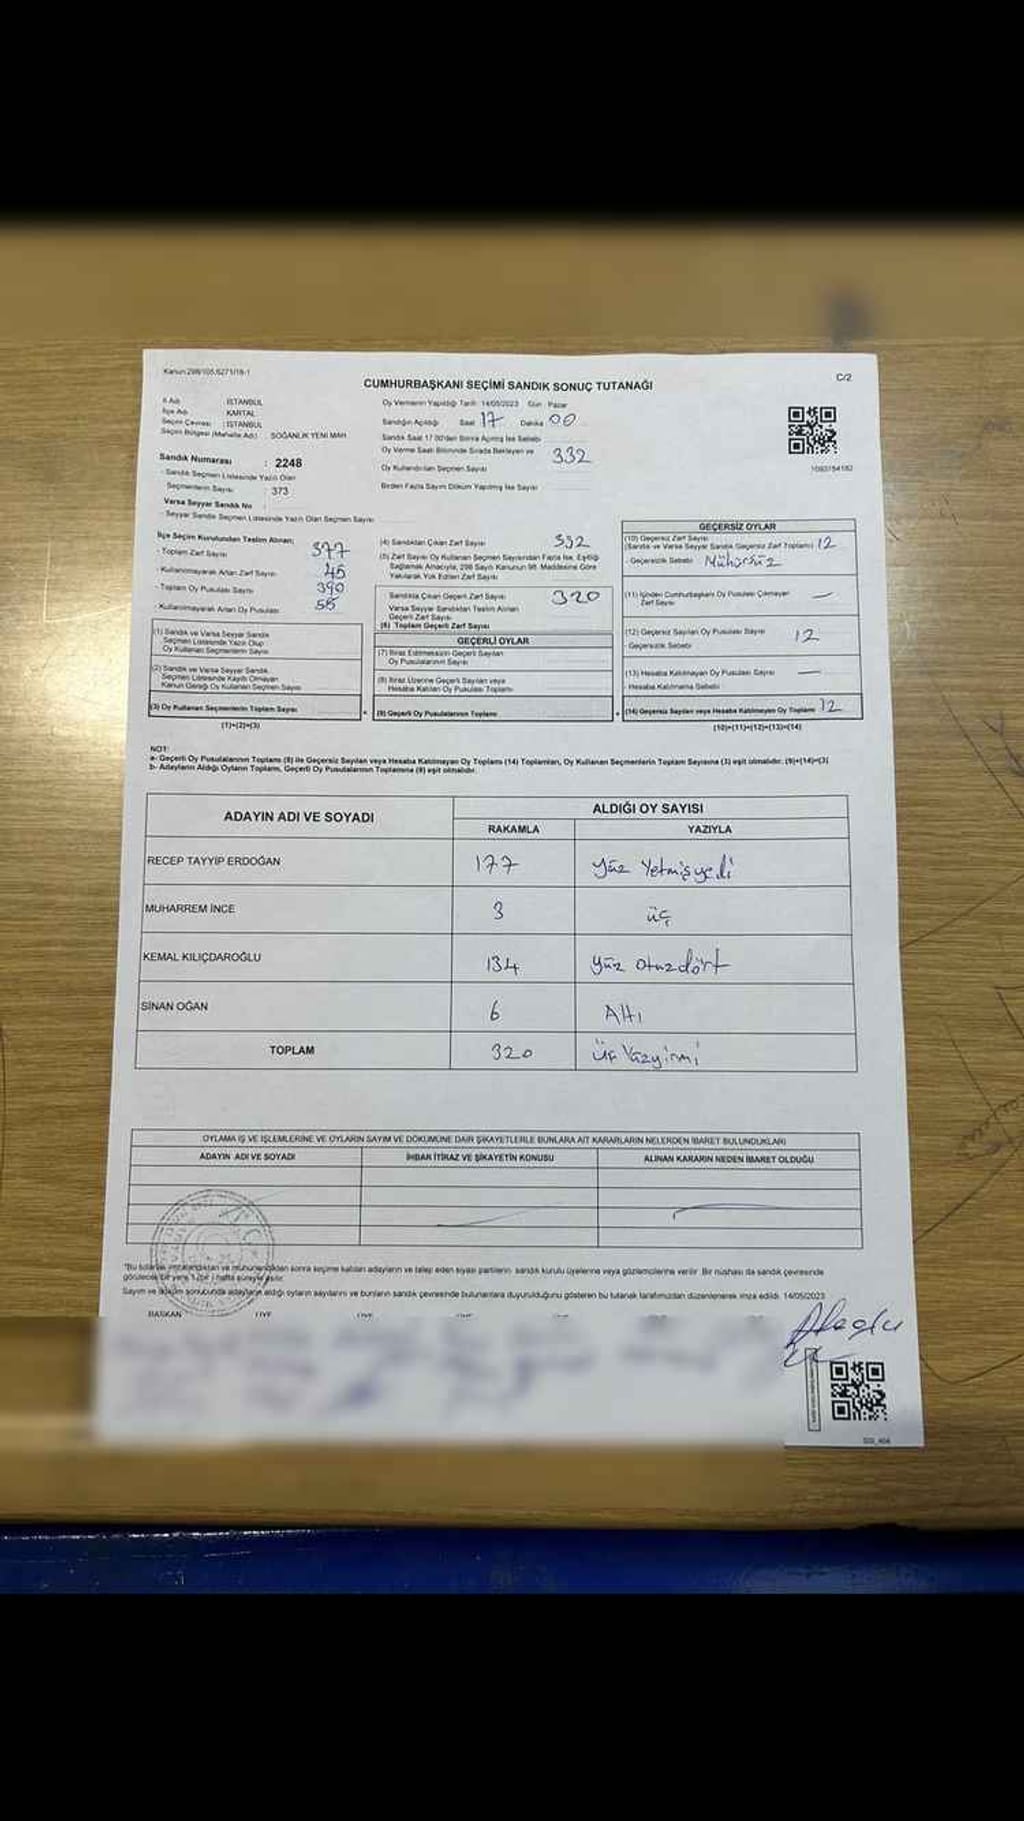 Kanun 298/105,6271/18-1
C/2
CUMHURBAŞKANI SEÇİMİ SANDIK SONUÇ TUTANAĞI
İl Adı : İSTANBUL
İlçe Adı : KARTAL
Seçim Çevresi : İSTANBUL
Seçim Bölgesi (Mahalle Adı) : SOĞANLIK YENİ MAH.
Sandık Numarası : 2248
- Sandık Seçmen Listesinde Yazılı Olan
Seçmenlerin Sayısı : 373
Varsa Seyyar Sandık No
- Seyyar Sandık Seçmen Listesinde Yazılı Olan Seçmen Sayısı
Oy Vermenin Yapıldığı Tarih: 14/05/2023 Gün : Pazar
Sandığın Açıldığı Saat 17 Dakika 00
Sandık Saat 17.00'den Sonra Açılmış İse Sebebi
Oy Verme Saati Bitiminde Sırada Bekleyen ve 332
Oy Kullandırılan Seçmen Sayısı
Birden Fazla Sayım Döküm Yapılmış İse Sayısı
İlçe Seçim Kurulundan Teslim Alınan;
- Toplam Zarf Sayısı 377
- Kullanılmayarak Artan Zarf Sayısı 45
- Toplam Oy Pusulası Sayısı 390
- Kullanılmayarak Artan Oy Pusulası
(1) Sandık ve Varsa Seyyar Sandık
Seçmen Listesinde Yazılı Olup
Oy Kullanan Seçmenlerin Sayısı
(2) Sandık ve Varsa Seyyar Sandık
Seçmen Listesinde Kayıtlı Olmayan
Kanun Gereği Oy Kullanan Seçmen Sayısı
(3) Oy Kullanan Seçmenlerin Toplam Sayısı
(1)+(2)=(3)
(4) Sandıktan Çıkan Zarf Sayısı 332
(5) Zarf Sayısı Oy Kullanan Seçmen Sayısından Fazla İse, Eşitliği
Sağlamak Amacıyla, 298 Sayılı Kanunun 98. Maddesine Göre
Yakılarak Yok Edilen Zarf Sayısı
Sandıkta Çıkan Geçerli Zarf Sayısı 320
Varsa Seyyar Sandıktan Teslim Alınan
Geçerli Zarf Sayısı
(6) Toplam Geçerli Zarf Sayısı
GEÇERLİ OYLAR
(7) İtiraz Edilmeksizin Geçerli Sayılan
Oy Pusulalarının Sayısı
(8) İtiraz Üzerine Geçerli Sayılan veya
Hesaba Katılan Oy Pusulası Toplamı
(9) Geçerli Oy Pusulalarının Toplamı
GEÇERSİZ OYLAR
(10) Geçersiz Zarf Sayısı
(Sandık ve Varsa Seyyar Sandık Geçersiz Zarf Toplamı) 12
- Geçersizlik Sebebi Mühürsüz
(11) İçinden Cumhurbaşkanı Oy Pusulası Çıkmayan —
Zarf Sayısı
(12) Geçersiz Sayılan Oy Pusulası Sayısı 12
- Geçersizlik Sebebi
(13) Hesaba Katılmayan Oy Pusulası Sayısı —
- Hesaba Katılmama Sebebi
(14) Geçersiz Sayılan veya Hesaba Katılmayan Oy Toplamı 12
(10)+(11)+(12)+(13)=(14)
NOT:
a- Geçerli Oy Pusulalarının Toplamı (9) ile Geçersiz Sayılan veya Hesaba Katılmayan Oy Toplamı (14) Toplamları, Oy Kullanan Seçmenlerin Toplam Sayısına (3) eşit olmalıdır. (9)+(14)=(3)
b- Adayların Aldığı Oyların Toplamı, Geçerli Oy Pusulalarının Toplamına (9) eşit olmalıdır.
ADAYIN ADI VE SOYADI
ALDIĞI OY SAYISI
RAKAMLA YAZIYLA
RECEP TAYYİP ERDOĞAN 177 Yüz Yetmişyedi
MUHARREM İNCE 3 üç
KEMAL KILIÇDAROĞLU 134 Yüz otuzdört
SİNAN OĞAN 6 Altı
TOPLAM 320 Üç Yüzyirmi
OYLAMA İŞ VE İŞLEMLERİNE VE OYLARIN SAYIM VE DÖKÜMÜNE DAİR ŞİKAYETLERLE BUNLARA AİT KARARLARIN NELERDEN İBARET BULUNDUKLARI
ADAYIN ADI VE SOYADI İHBAR İTİRAZ VE ŞİKAYETİN KONUSU ALINAN KARARIN NEDEN İBARET OLDUĞU
*Bu tutanak imzalandıktan ve mühürlendikten sonra seçime katılan adayların ve talep eden siyasi partilerin sandık kurulu üyelerine veya gözlemcilerine verilir. Bir nüshası da sandık çevresinde
görülecek bir yere 1 (bir) hafta süreyle asılır.
Sayım ve döküm sonucunda adayların aldığı oyların sayılarını ve bunların sandık çevresinde bulunanlara duyurulduğunu gösteren bu tutanak tarafımızdan düzenlenerek imza edildi. 14/05/2023
BAŞKAN ÜYE ÜYE ÜYE